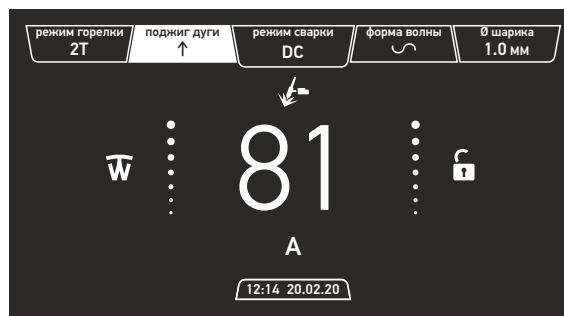 режим горелки
2Т
поджиг дуги
↑
режим сварки
DC
форма волны
Ø шарика
1.0 мм
81
А
12:14 20.02.20